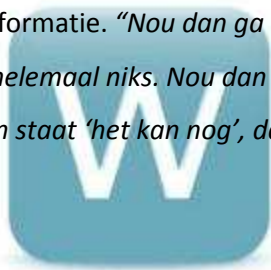 formatie. “Nou dan ga
helemaal niks. Nou dan
n staat ‘het kan nog’, d
W